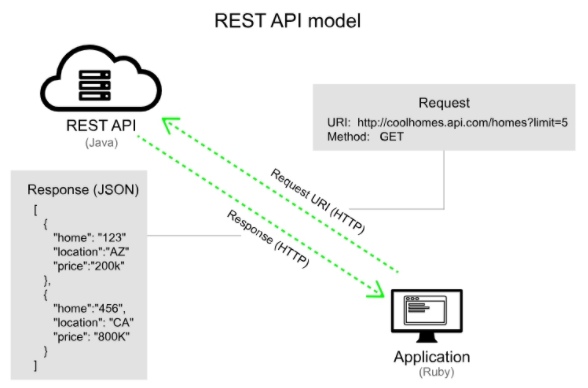 REST API model
REST API
(Java)
Request
URI: http://coolhomes.api.com/homes?limit=5
Method: GET
Request URI (HTTP)
Response (HTTP)
Response (JSON)
[
{
"home": "123"
"location":"AZ"
"price":"200k"
},
{
"home":"456",
"location": "CA"
"price": "800K"
}
]
Application
(Ruby)